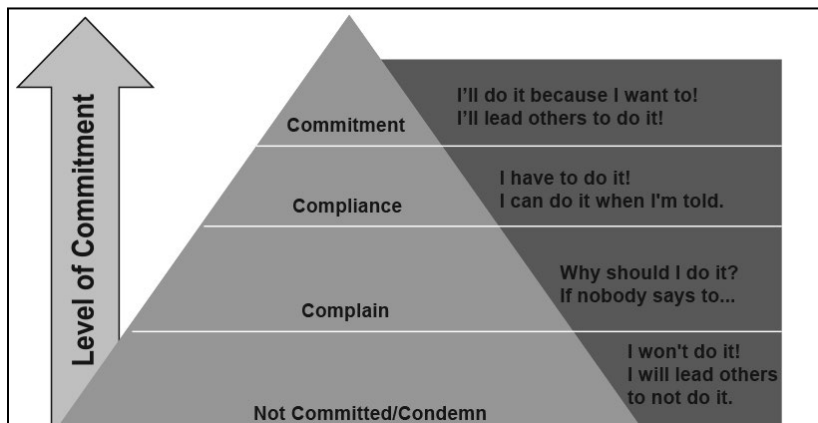 Level of Commitment
Commitment
I'll do it because I want to!
I'll lead others to do it!
Compliance
I have to do it!
I can do it when I'm told.
Complain
Why should I do it?
If nobody says to...
Not Committed/Condemn
I won't do it!
I will lead others
to not do it.